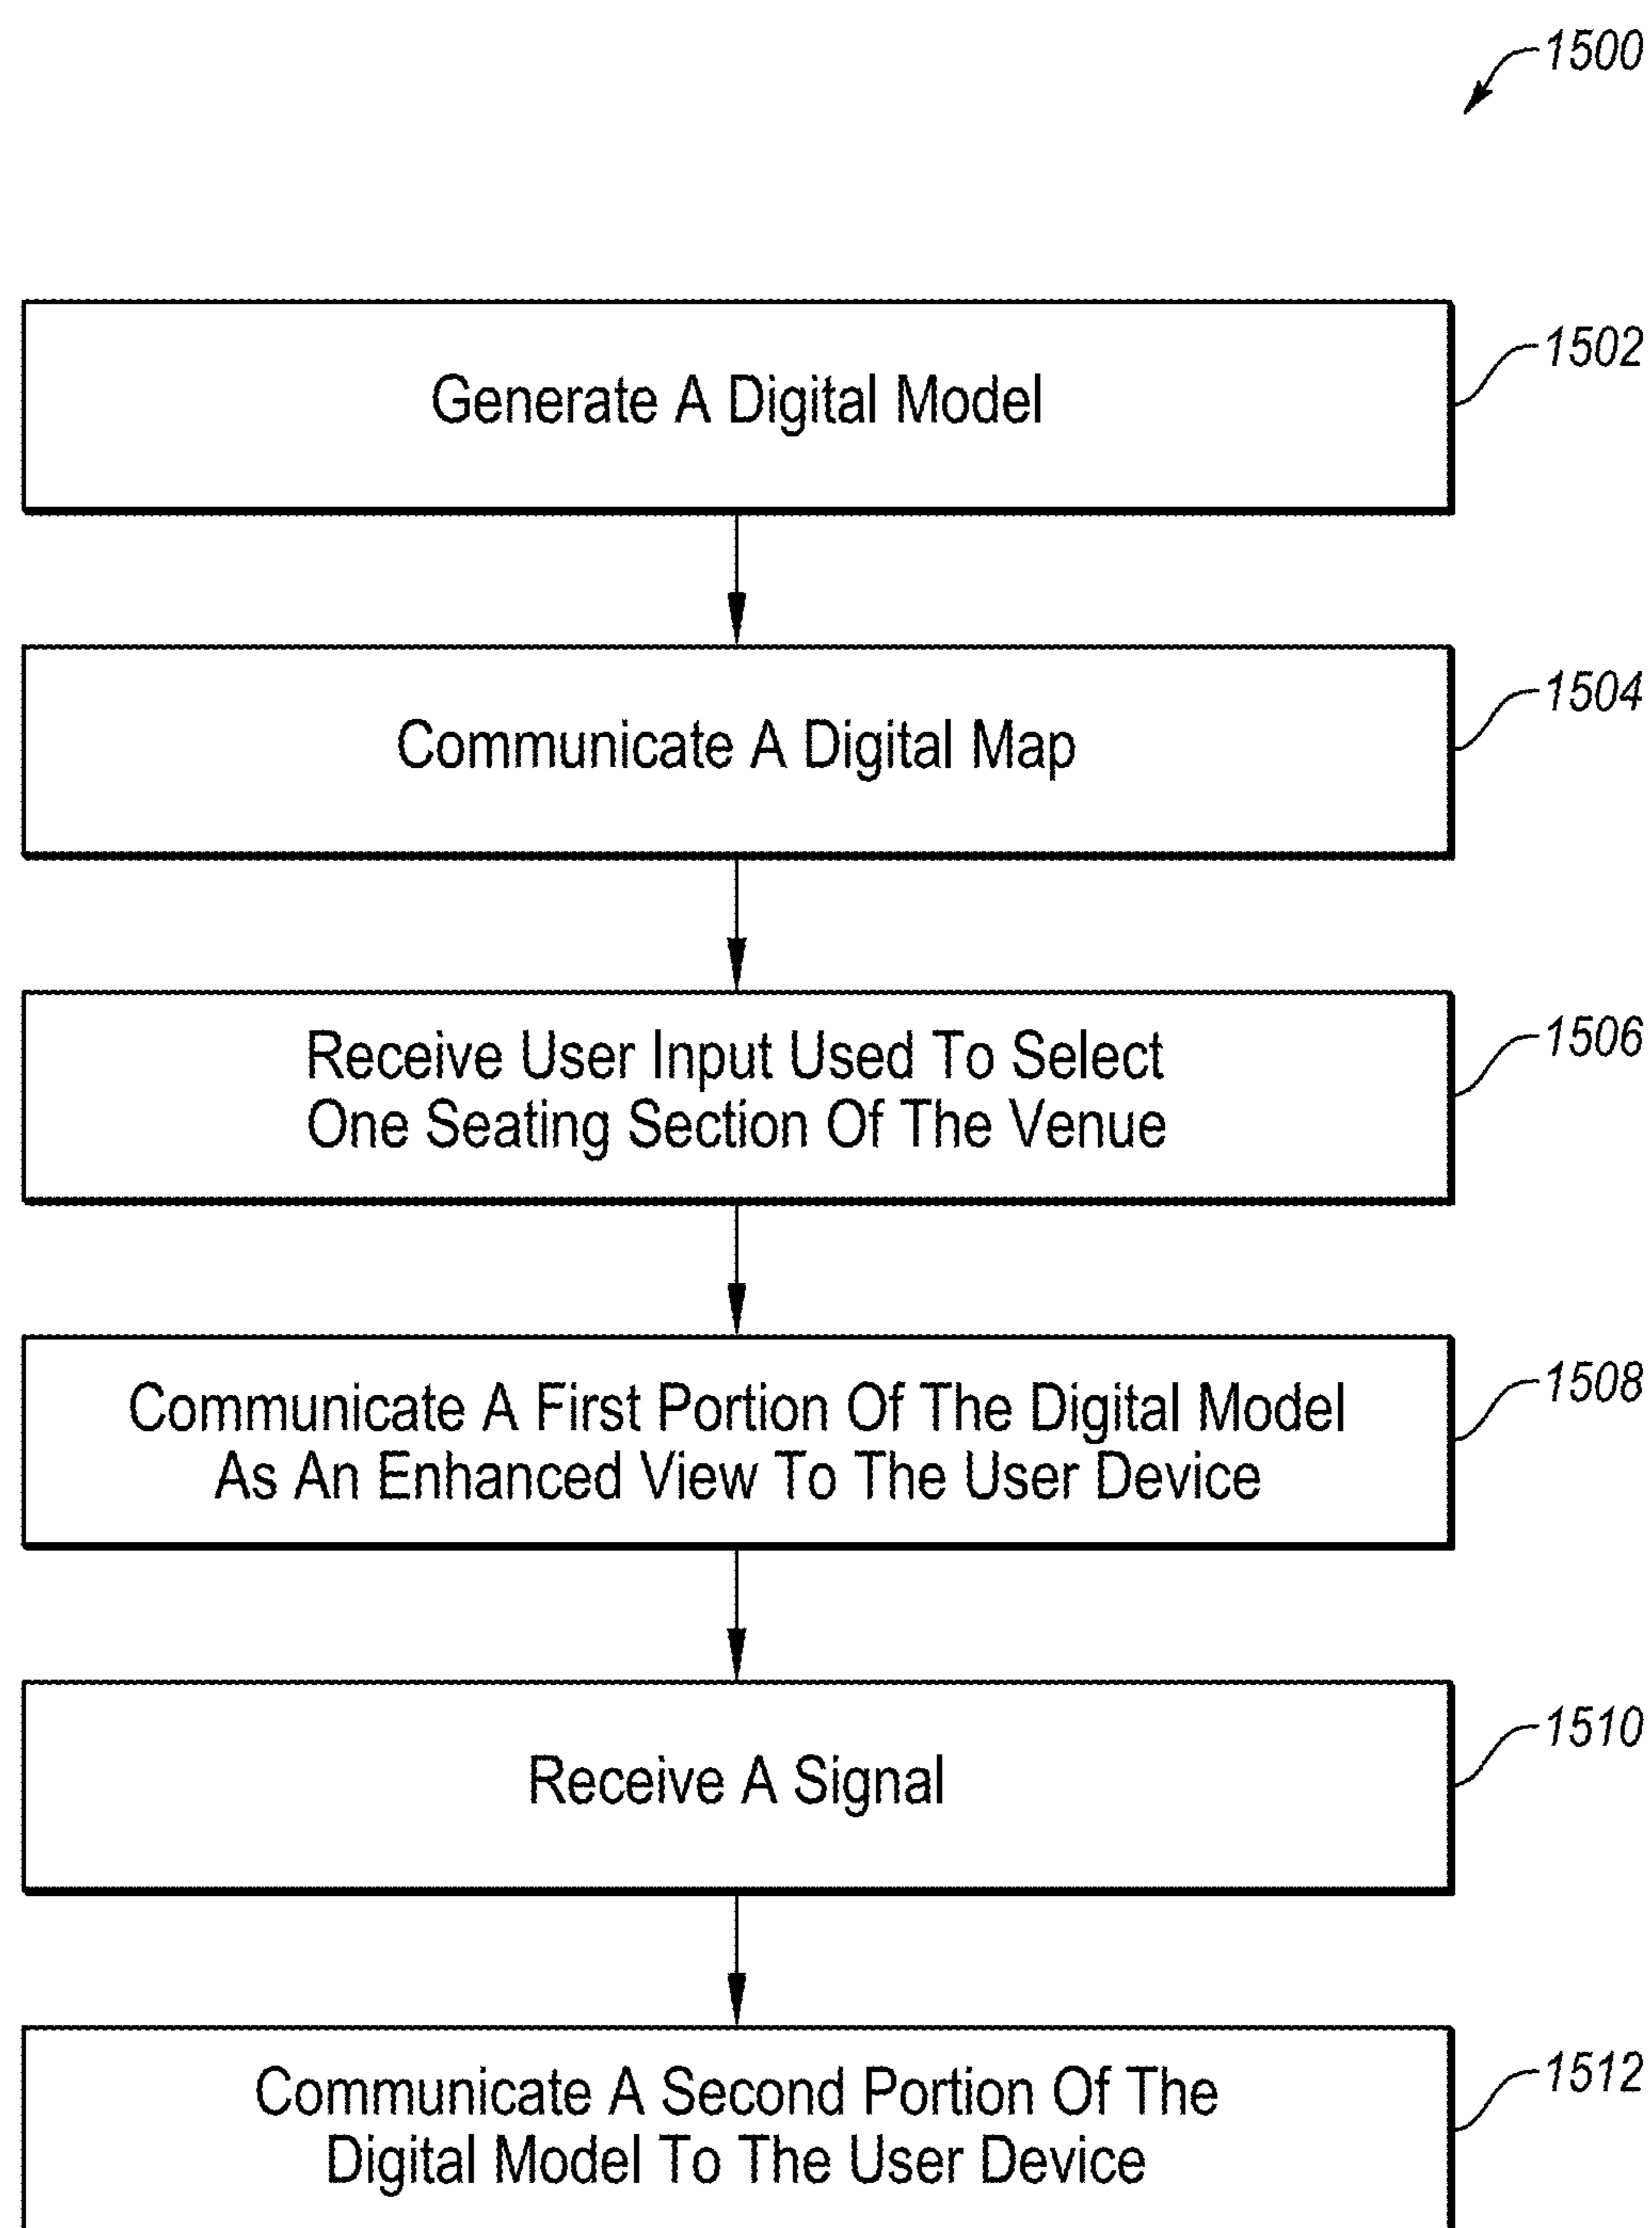 1500
Generate A Digital Model
1502
Communicate A Digital Map
1504
Receive User Input Used To Select
One Seating Section Of The Venue
1506
Communicate A First Portion Of The Digital Model
As An Enhanced View To The User Device
1508
Receive A Signal
1510
Communicate A Second Portion Of The
Digital Model To The User Device
1512